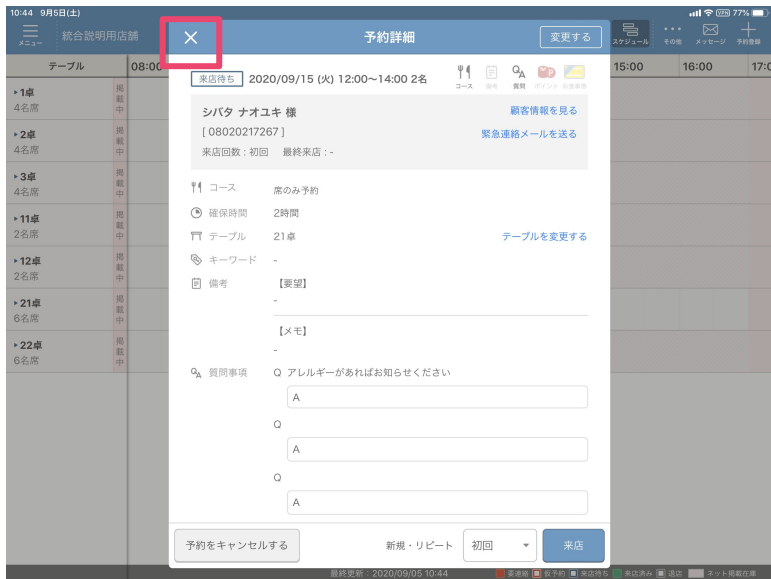 10:44 9月5日(土)
77%
メニュー
統合説明用店舗
予約詳細
変更する
スケジュール
その他
メッセージ
予約登録
テーブル
08:00
15:00
16:00
17:0
来店待ち 2020/09/15 (火) 12:00〜14:00 2名
コース
備考
質問
ポイント
お食事券
シバタ ナオユキ 様
顧客情報を見る
[ 08020217267 ]
緊急連絡メールを送る
来店回数 : 初回 最終来店 : -
コース 席のみ予約
確保時間 2時間
テーブル 21卓 テーブルを変更する
キーワード -
備考 【要望】
-
【メモ】
-
質問事項 Q アレルギーがあればお知らせください
A
Q
A
Q
A
1卓
4名席
掲載中
2卓
4名席
掲載中
3卓
4名席
掲載中
11卓
2名席
掲載中
12卓
2名席
掲載中
21卓
6名席
掲載中
22卓
6名席
掲載中
予約をキャンセルする
新規・リピート
初回
来店
最終更新 : 2020/09/05 10:44
要連絡
仮予約
来店待ち
来店済み
退店
ネット掲載在庫